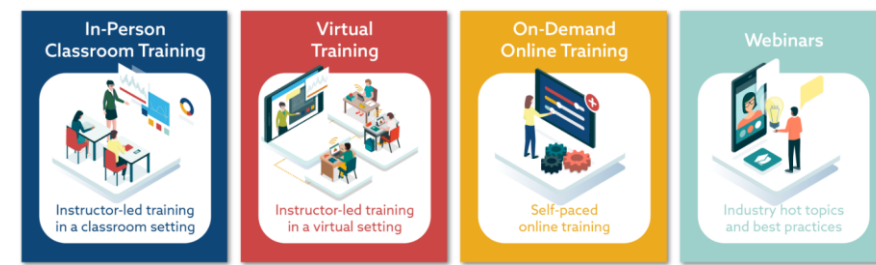 In-Person
Classroom Training
Instructor-led training
in a classroom setting
Virtual
Training
Instructor-led training
in a virtual setting
On-Demand
Online Training
Self-paced
online training
Webinars
Industry hot topics
and best practices